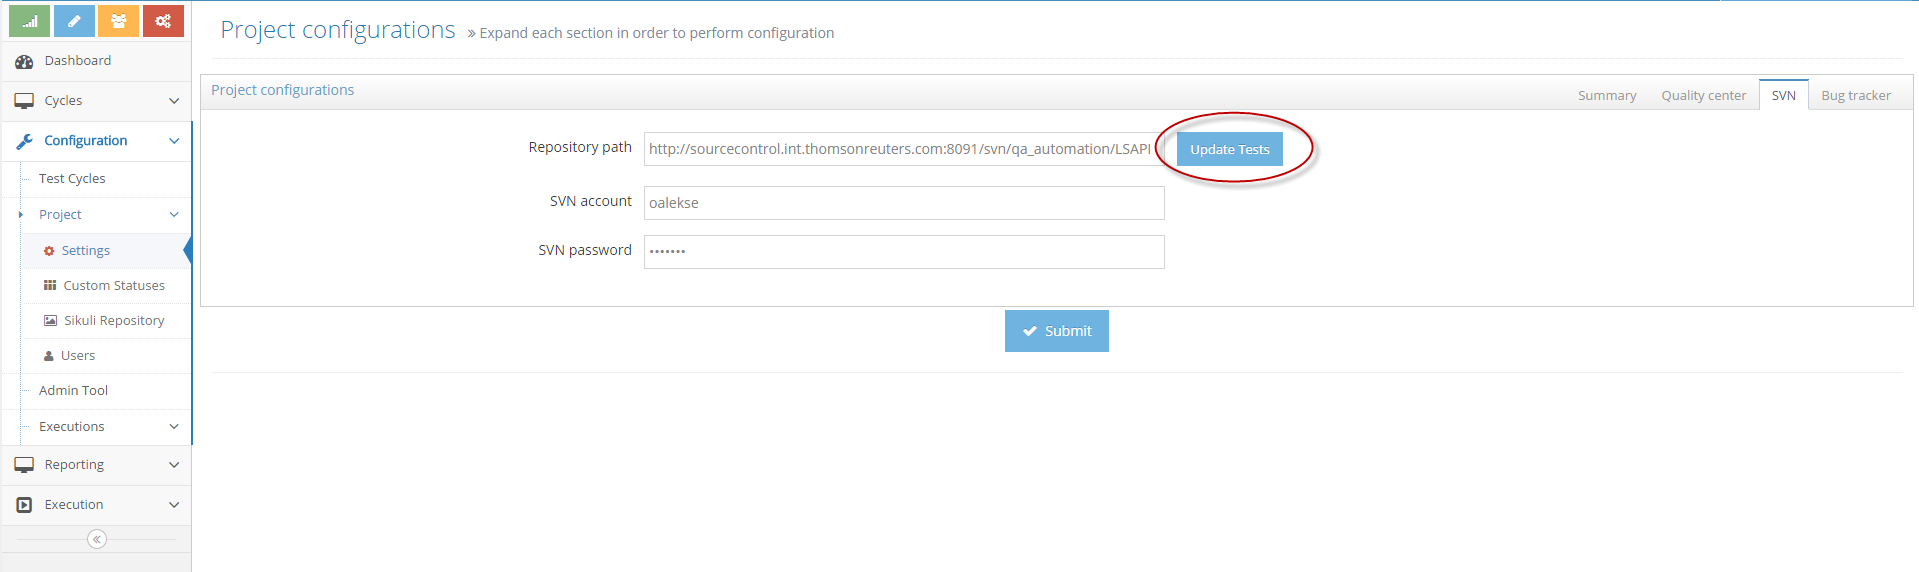 Project configurations » Expand each section in order to perform configuration
Dashboard
Cycles
Configuration
Test Cycles
Project
Settings
Custom Statuses
Sikuli Repository
Users
Admin Tool
Executions
Reporting
Execution
Project configurations
Summary Quality center SVN Bug tracker
Repository path http://sourcecontrol.int.thomsonreuters.com:8091/svn/qa_automation/LSAPI Update Tests
SVN account oalekse
SVN password •••••••
Submit